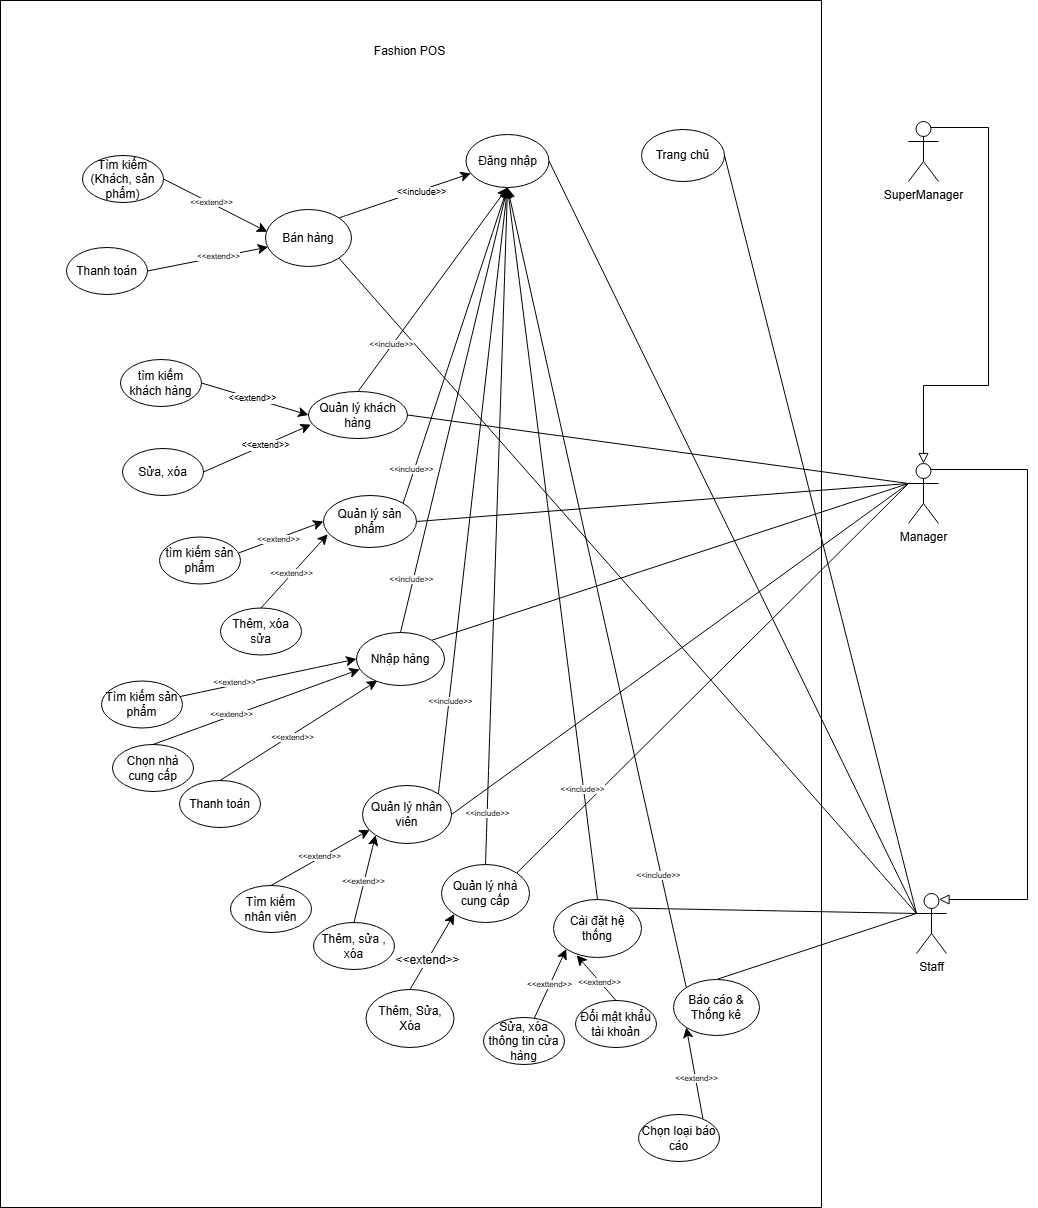 Fashion POS
Tìm kiếm
(Khách, sản
phẩm)
<<extend>>
Thanh toán
<<extend>>
Bán hàng
<<include>>
Đăng nhập
Trang chủ
SuperManager
<<include>>
tìm kiếm
khách hàng
<<extend>>
Sửa, xóa
<<extend>>
Quản lý khách
hàng
<<include>>
Quản lý sản
phẩm
tìm kiếm sản
phẩm
<<extend>>
<<extend>>
Thêm, xóa
sửa
Manager
<<include>>
Nhập hàng
Tìm kiếm sản
phẩm
<<extend>>
<<extend>>
Chọn nhà
cung cấp
<<extend>>
Thanh toán
<<include>>
Quản lý nhân
viên
<<include>>
<<include>>
<<extend>>
Tìm kiếm
nhân viên
<<extend>>
Thêm, sửa ,
xóa
Quản lý nhà
cung cấp
<<include>>
<<extend>>
Thêm, Sửa,
Xóa
Cài đặt hệ
thống
<<exttend>>
<<extend>>
Sửa, xóa
thông tin cửa
hàng
Đổi mật khẩu
tài khoản
Báo cáo &
Thống kê
Staff
<<extend>>
Chọn loại báo
cáo